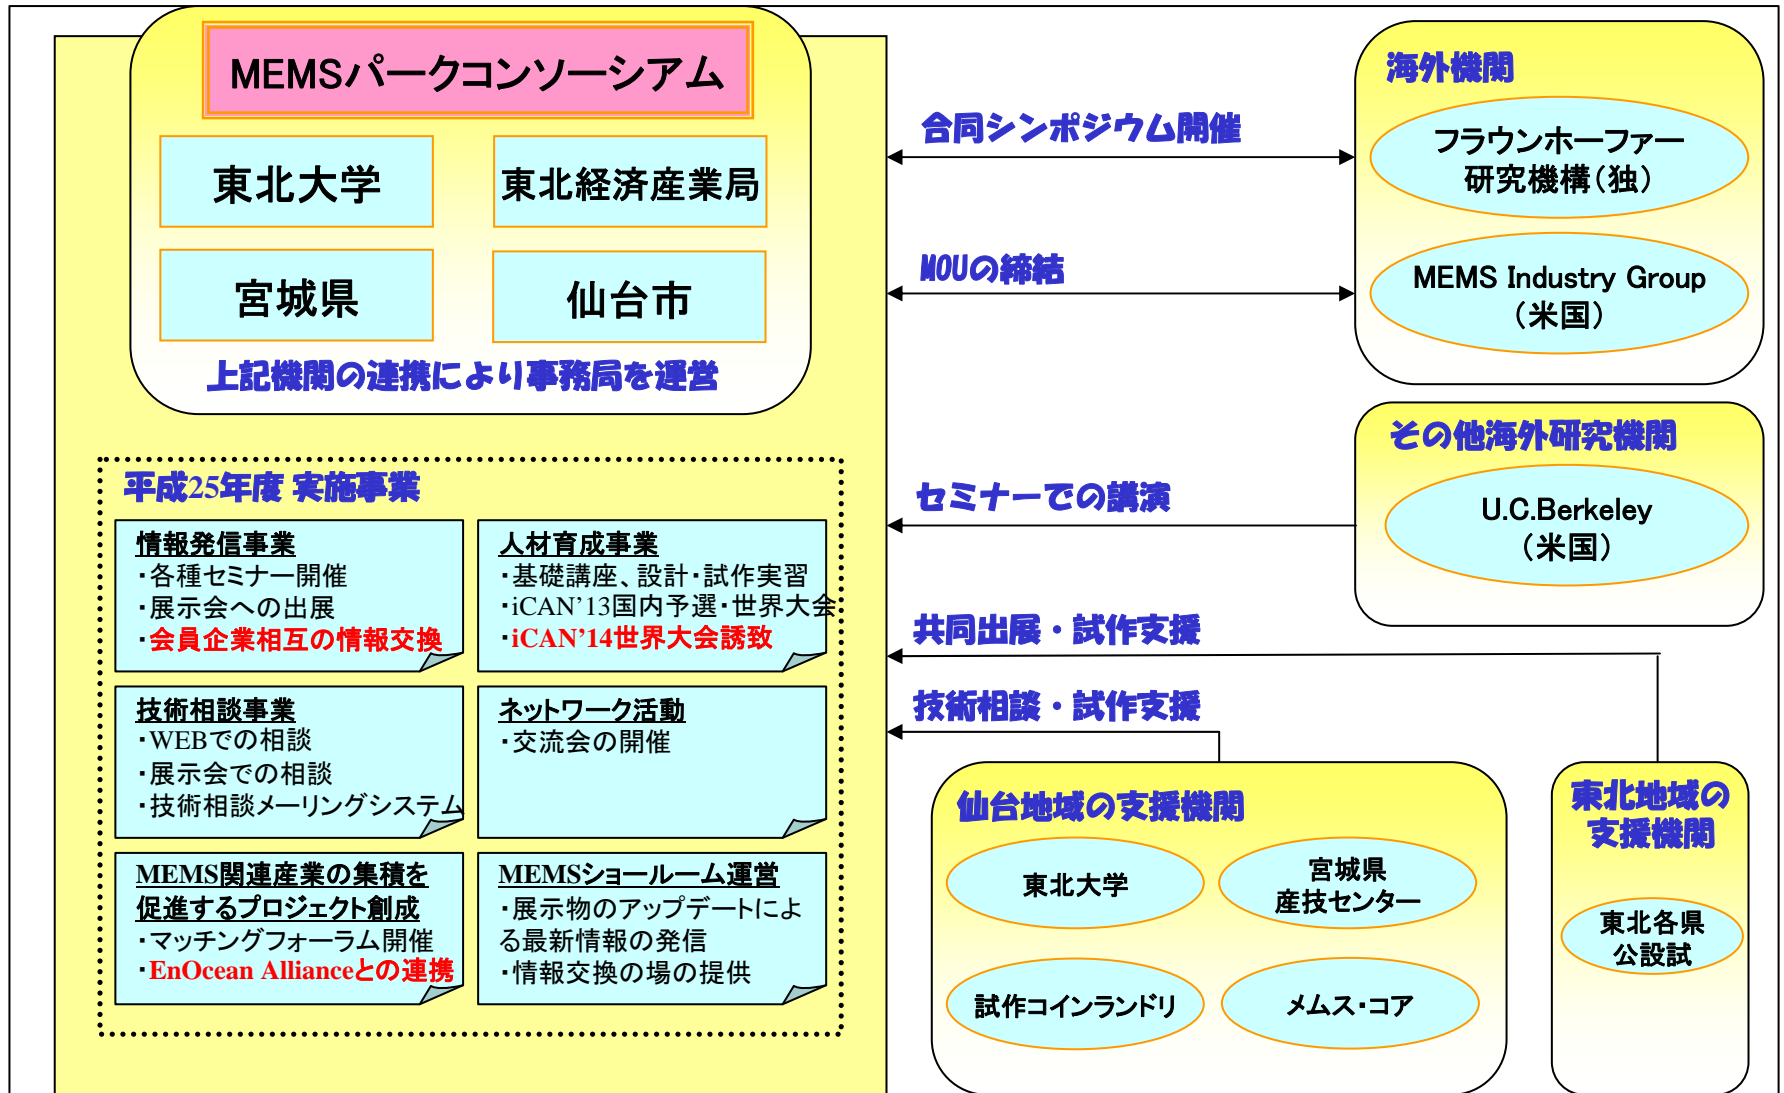 MEMSパークコンソーシアム
東北大学
東北経済産業局
宮城県
仙台市
上記機関の連携により事務局を運営
平成25年度 実施事業
情報発信事業
・各種セミナー開催
・展示会への出展
・会員企業相互の情報交換
人材育成事業
・基礎講座、設計・試作実習
・iCAN’13国内予選・世界大会
・iCAN’14世界大会誘致
技術相談事業
・WEBでの相談
・展示会での相談
・技術相談メーリングシステム
ネットワーク活動
・交流会の開催
MEMS関連産業の集積を
促進するプロジェクト創成
・マッチングフォーラム開催
・EnOcean Allianceとの連携
MEMSショールーム運営
・展示物のアップデートによ
る最新情報の発信
・情報交換の場の提供
合同シンポジウム開催
MOUの締結
セミナーでの講演
共同出展・試作支援
技術相談・試作支援
海外機関
フラウンホーファー
研究機構（独）
MEMS Industry Group
（米国）
その他海外研究機関
U.C.Berkeley
（米国）
仙台地域の支援機関
東北大学
宮城県
産技センター
試作コインランドリ
メムス・コア
東北地域の
支援機関
東北各県
公設試